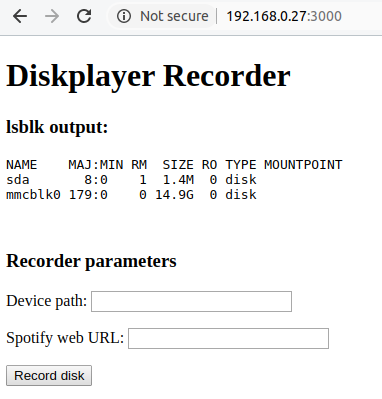 Not secure 192.168.0.27:3000
Diskplayer Recorder
lsblk output:
NAME    MAJ:MIN RM  SIZE RO TYPE MOUNTPOINT
sda       8:0    1  1.4M  0 disk
mmcblk0 179:0    0 14.9G  0 disk
Recorder parameters
Device path:
Spotify web URL:
Record disk